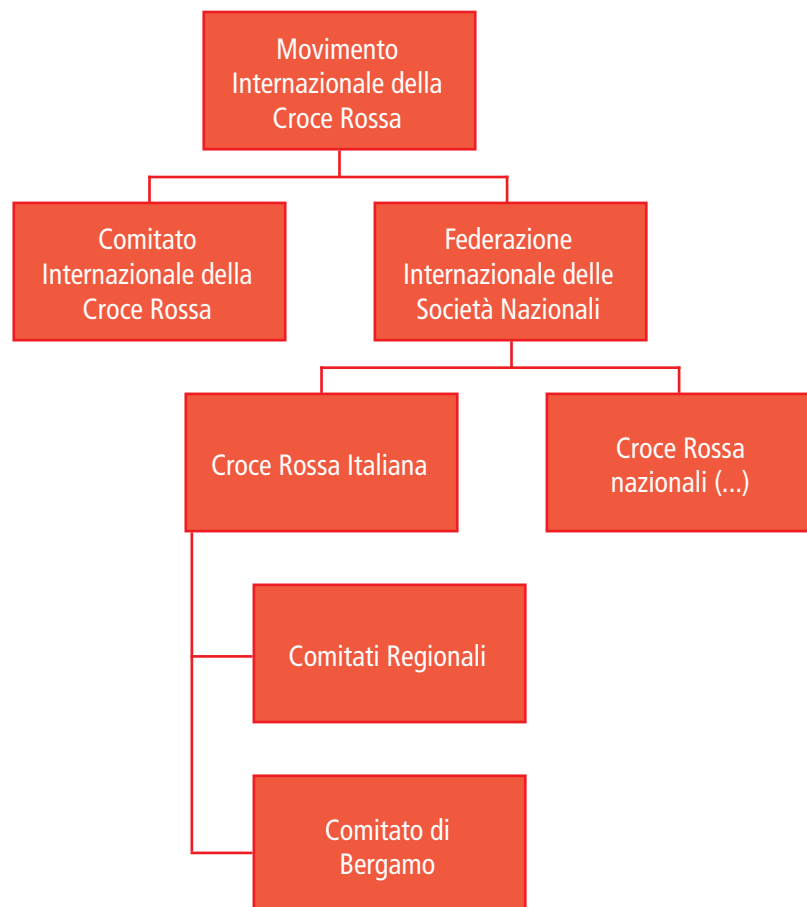 Movimento
Internazionale della
Croce Rossa
Comitato
Internazionale della
Croce Rossa
Federazione
Internazionale delle
Società Nazionali
Croce Rossa Italiana
Croce Rossa
nazionali (...)
Comitati Regionali
Comitato di
Bergamo